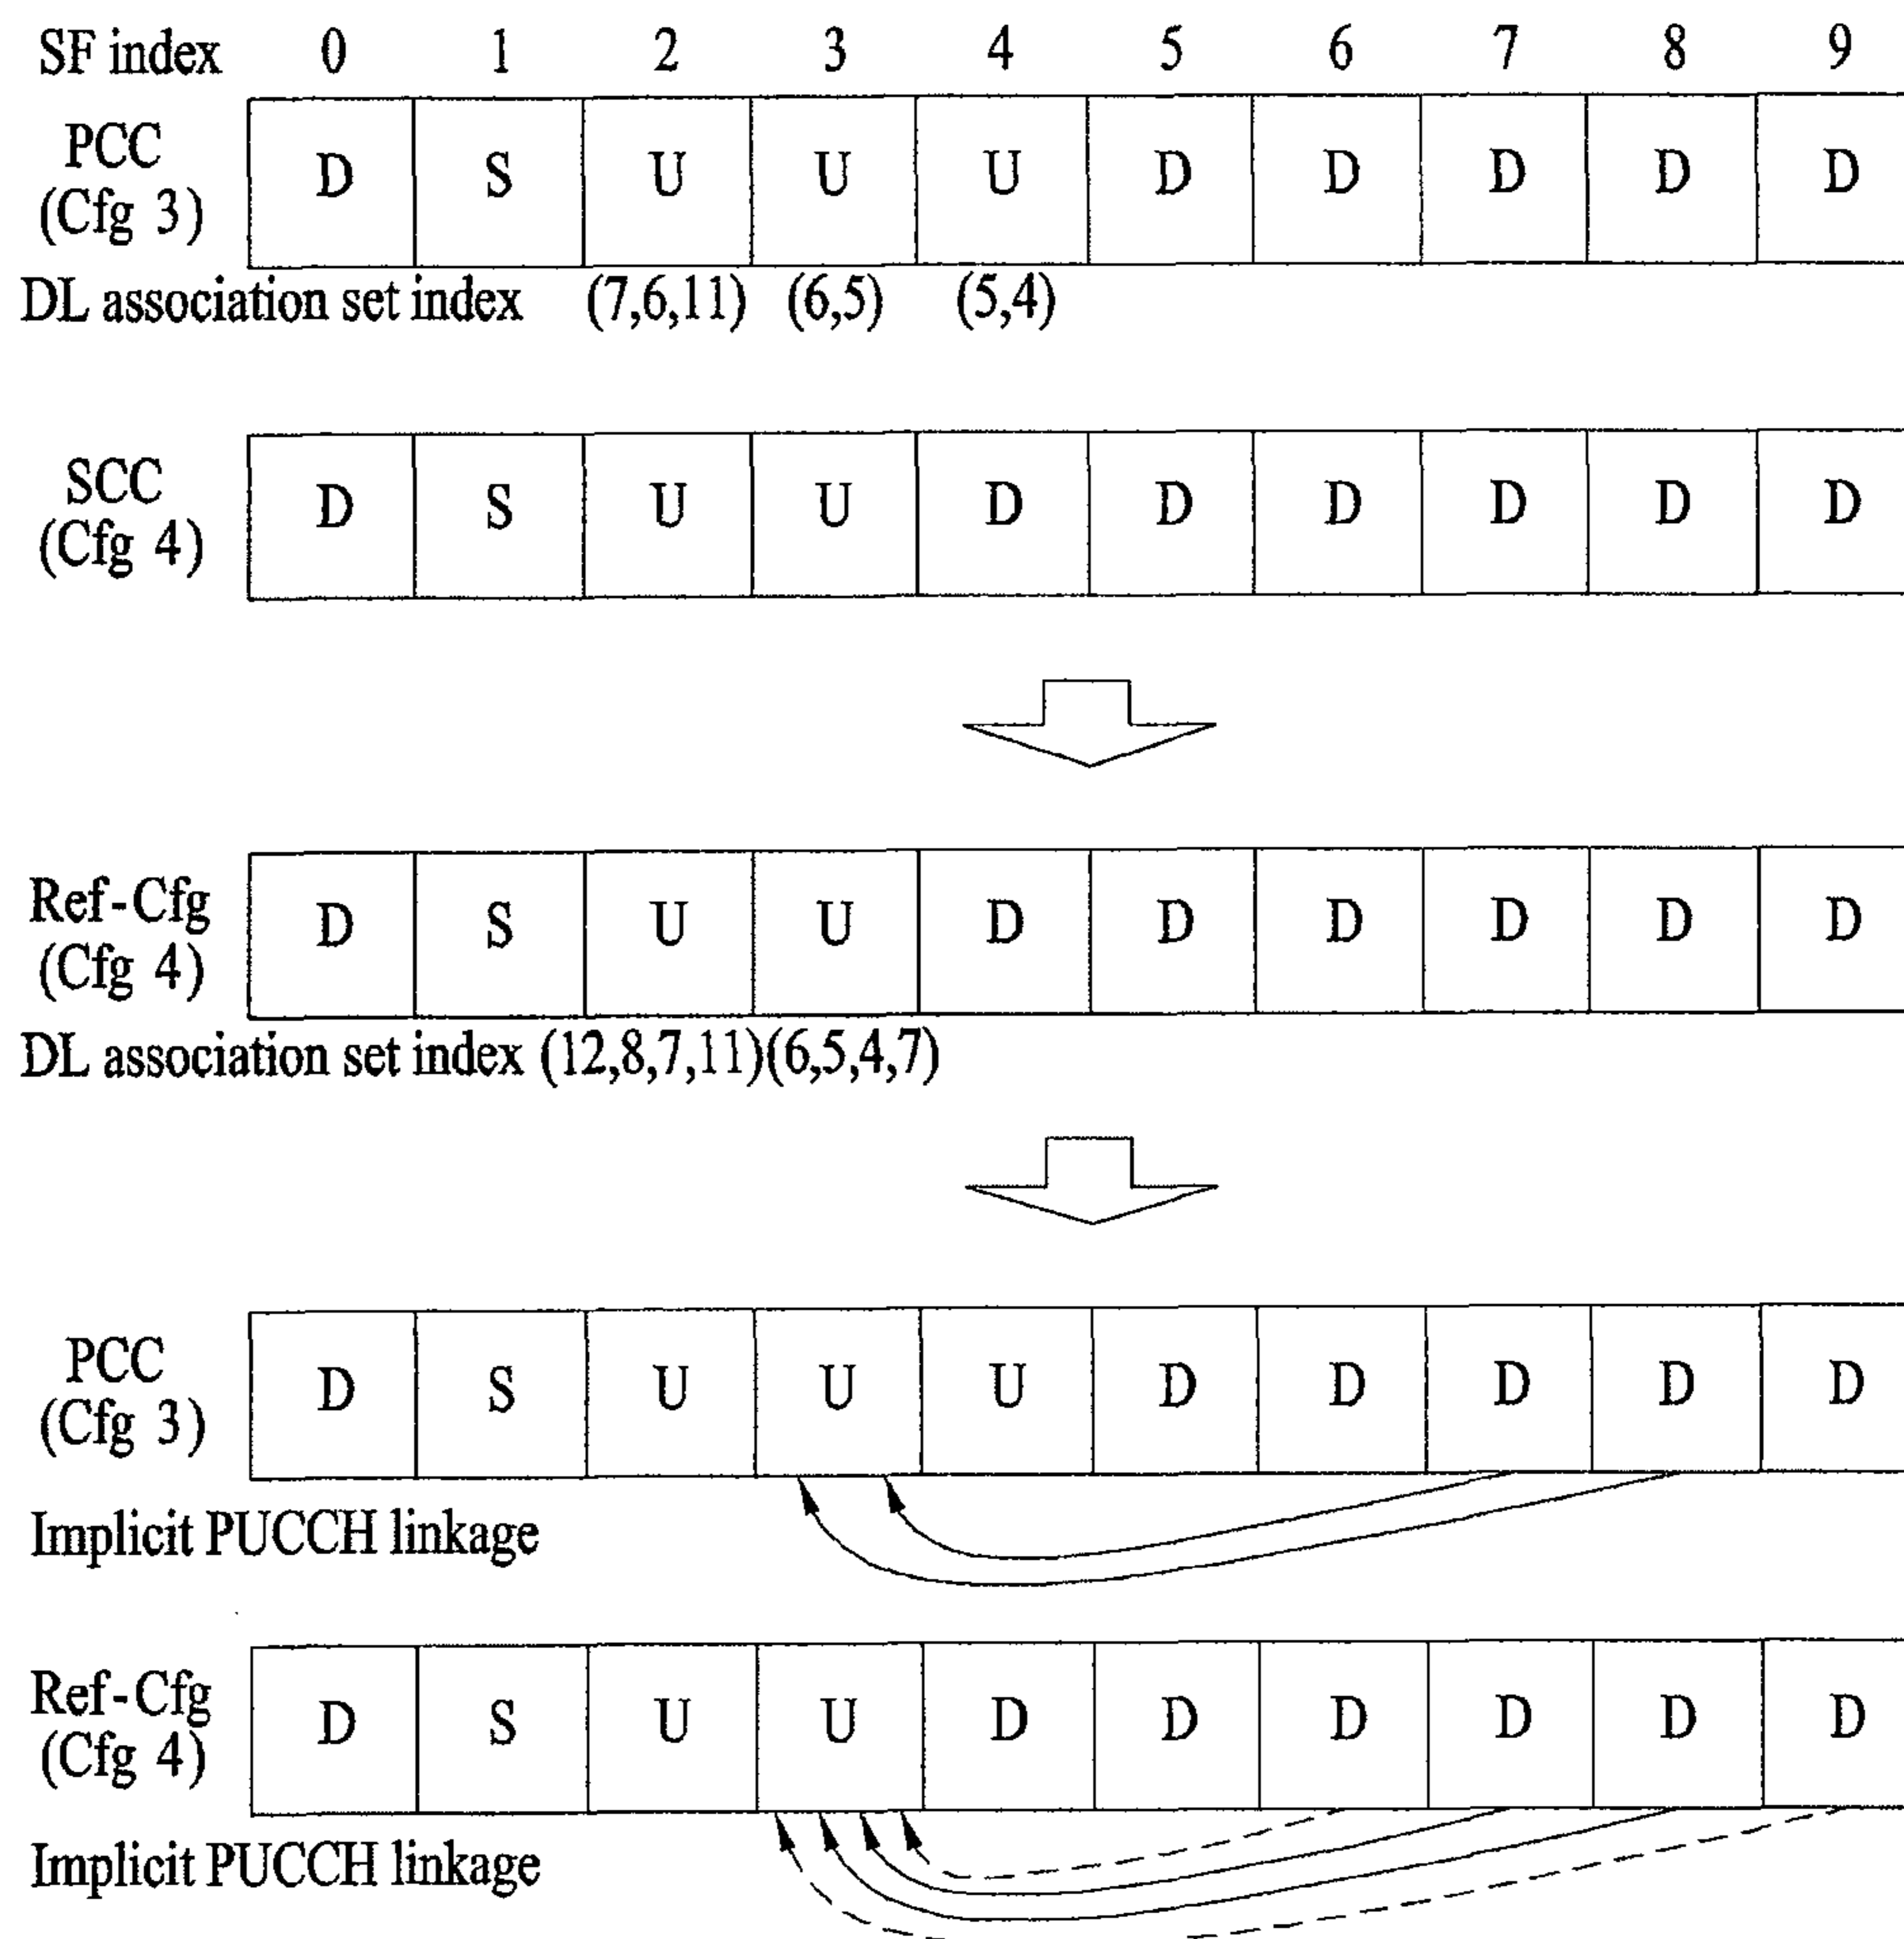 SF index 0 1 2 3 4 5 6 7 8 9
PCC
(Cfg 3)
D S U U U D D D D D
DL association set index (7,6,11) (6,5) (5,4)
SCC
(Cfg 4)
D S U U D D D D D D
Ref-Cfg
(Cfg 4)
D S U U D D D D D D
DL association set index (12,8,7,11)(6,5,4,7)
PCC
(Cfg 3)
D S U U U D D D D D
Implicit PUCCH linkage
Ref-Cfg
(Cfg 4)
D S U U D D D D D D
Implicit PUCCH linkage